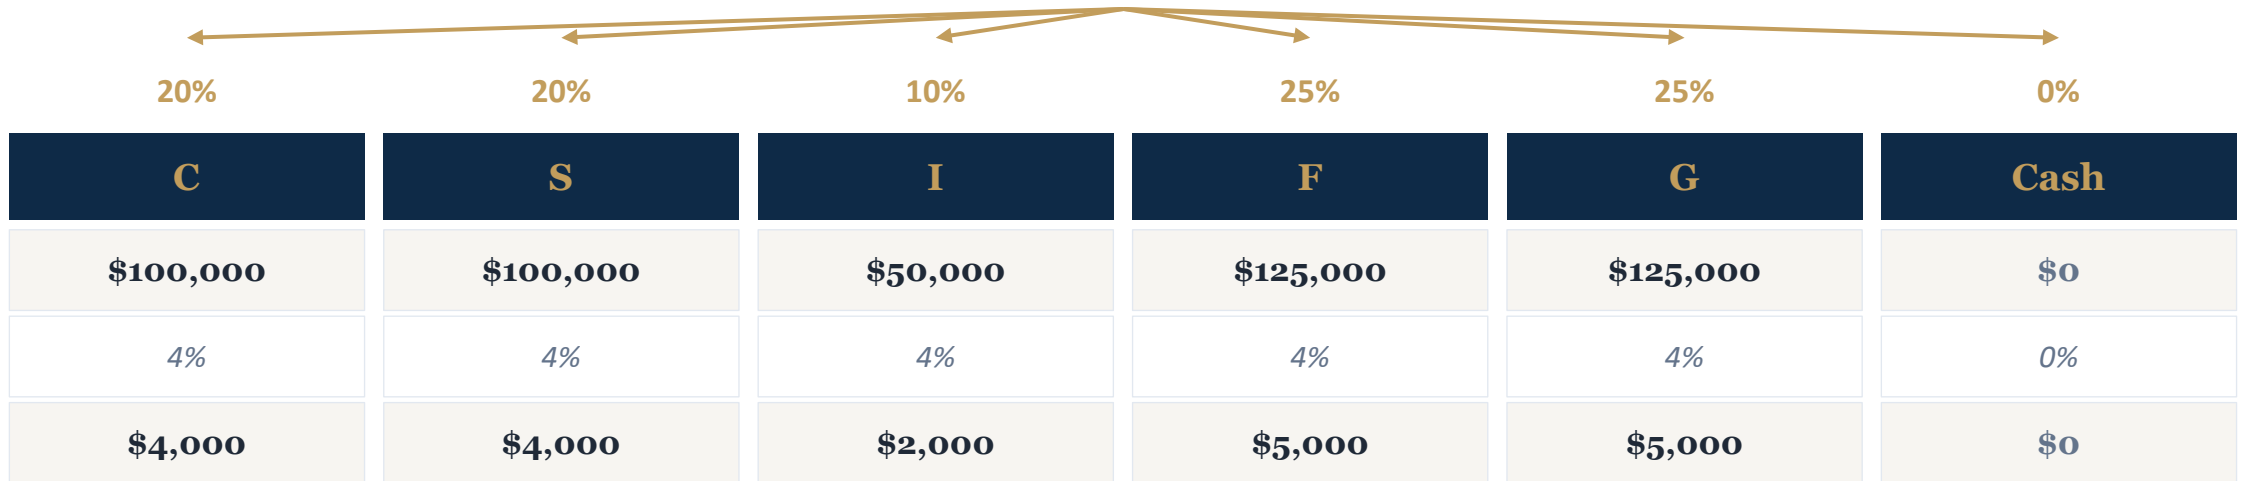 20% 20% 10% 25% 25% 0%
C S I F G Cash
$100,000 $100,000 $50,000 $125,000 $125,000 $0
4% 4% 4% 4% 4% 0%
$4,000 $4,000 $2,000 $5,000 $5,000 $0